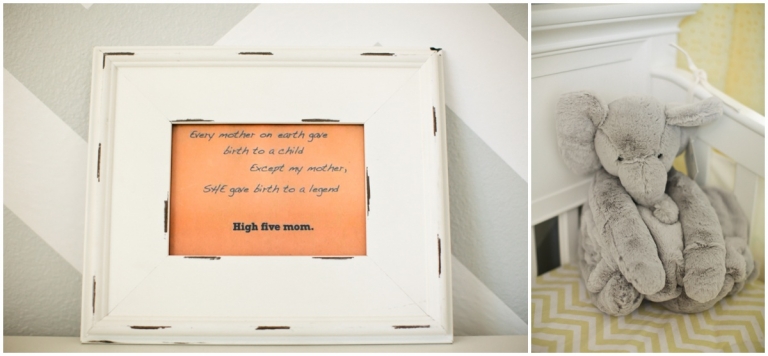 Every mother on earth gave
birth to a child
Except my mother,
SHE gave birth to a legend
High five mom.